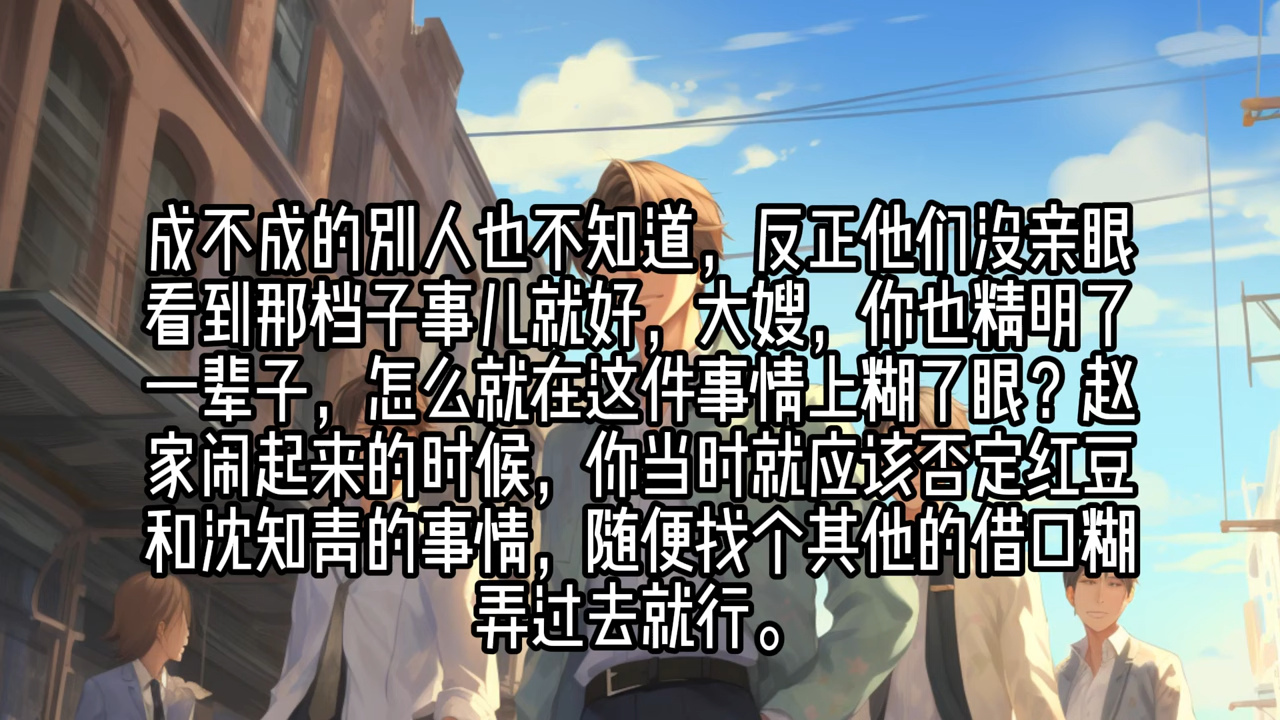 成不成的别人也不知道，反正他们没亲眼
看到那档子事儿就好，大嫂，你也精明了
一辈子，怎么就在这件事情上糊了眼？赵
家闹起来的时候，你当时就应该否定红豆
和沈知青的事情，随便找个其他的借口糊
弄过去就行。